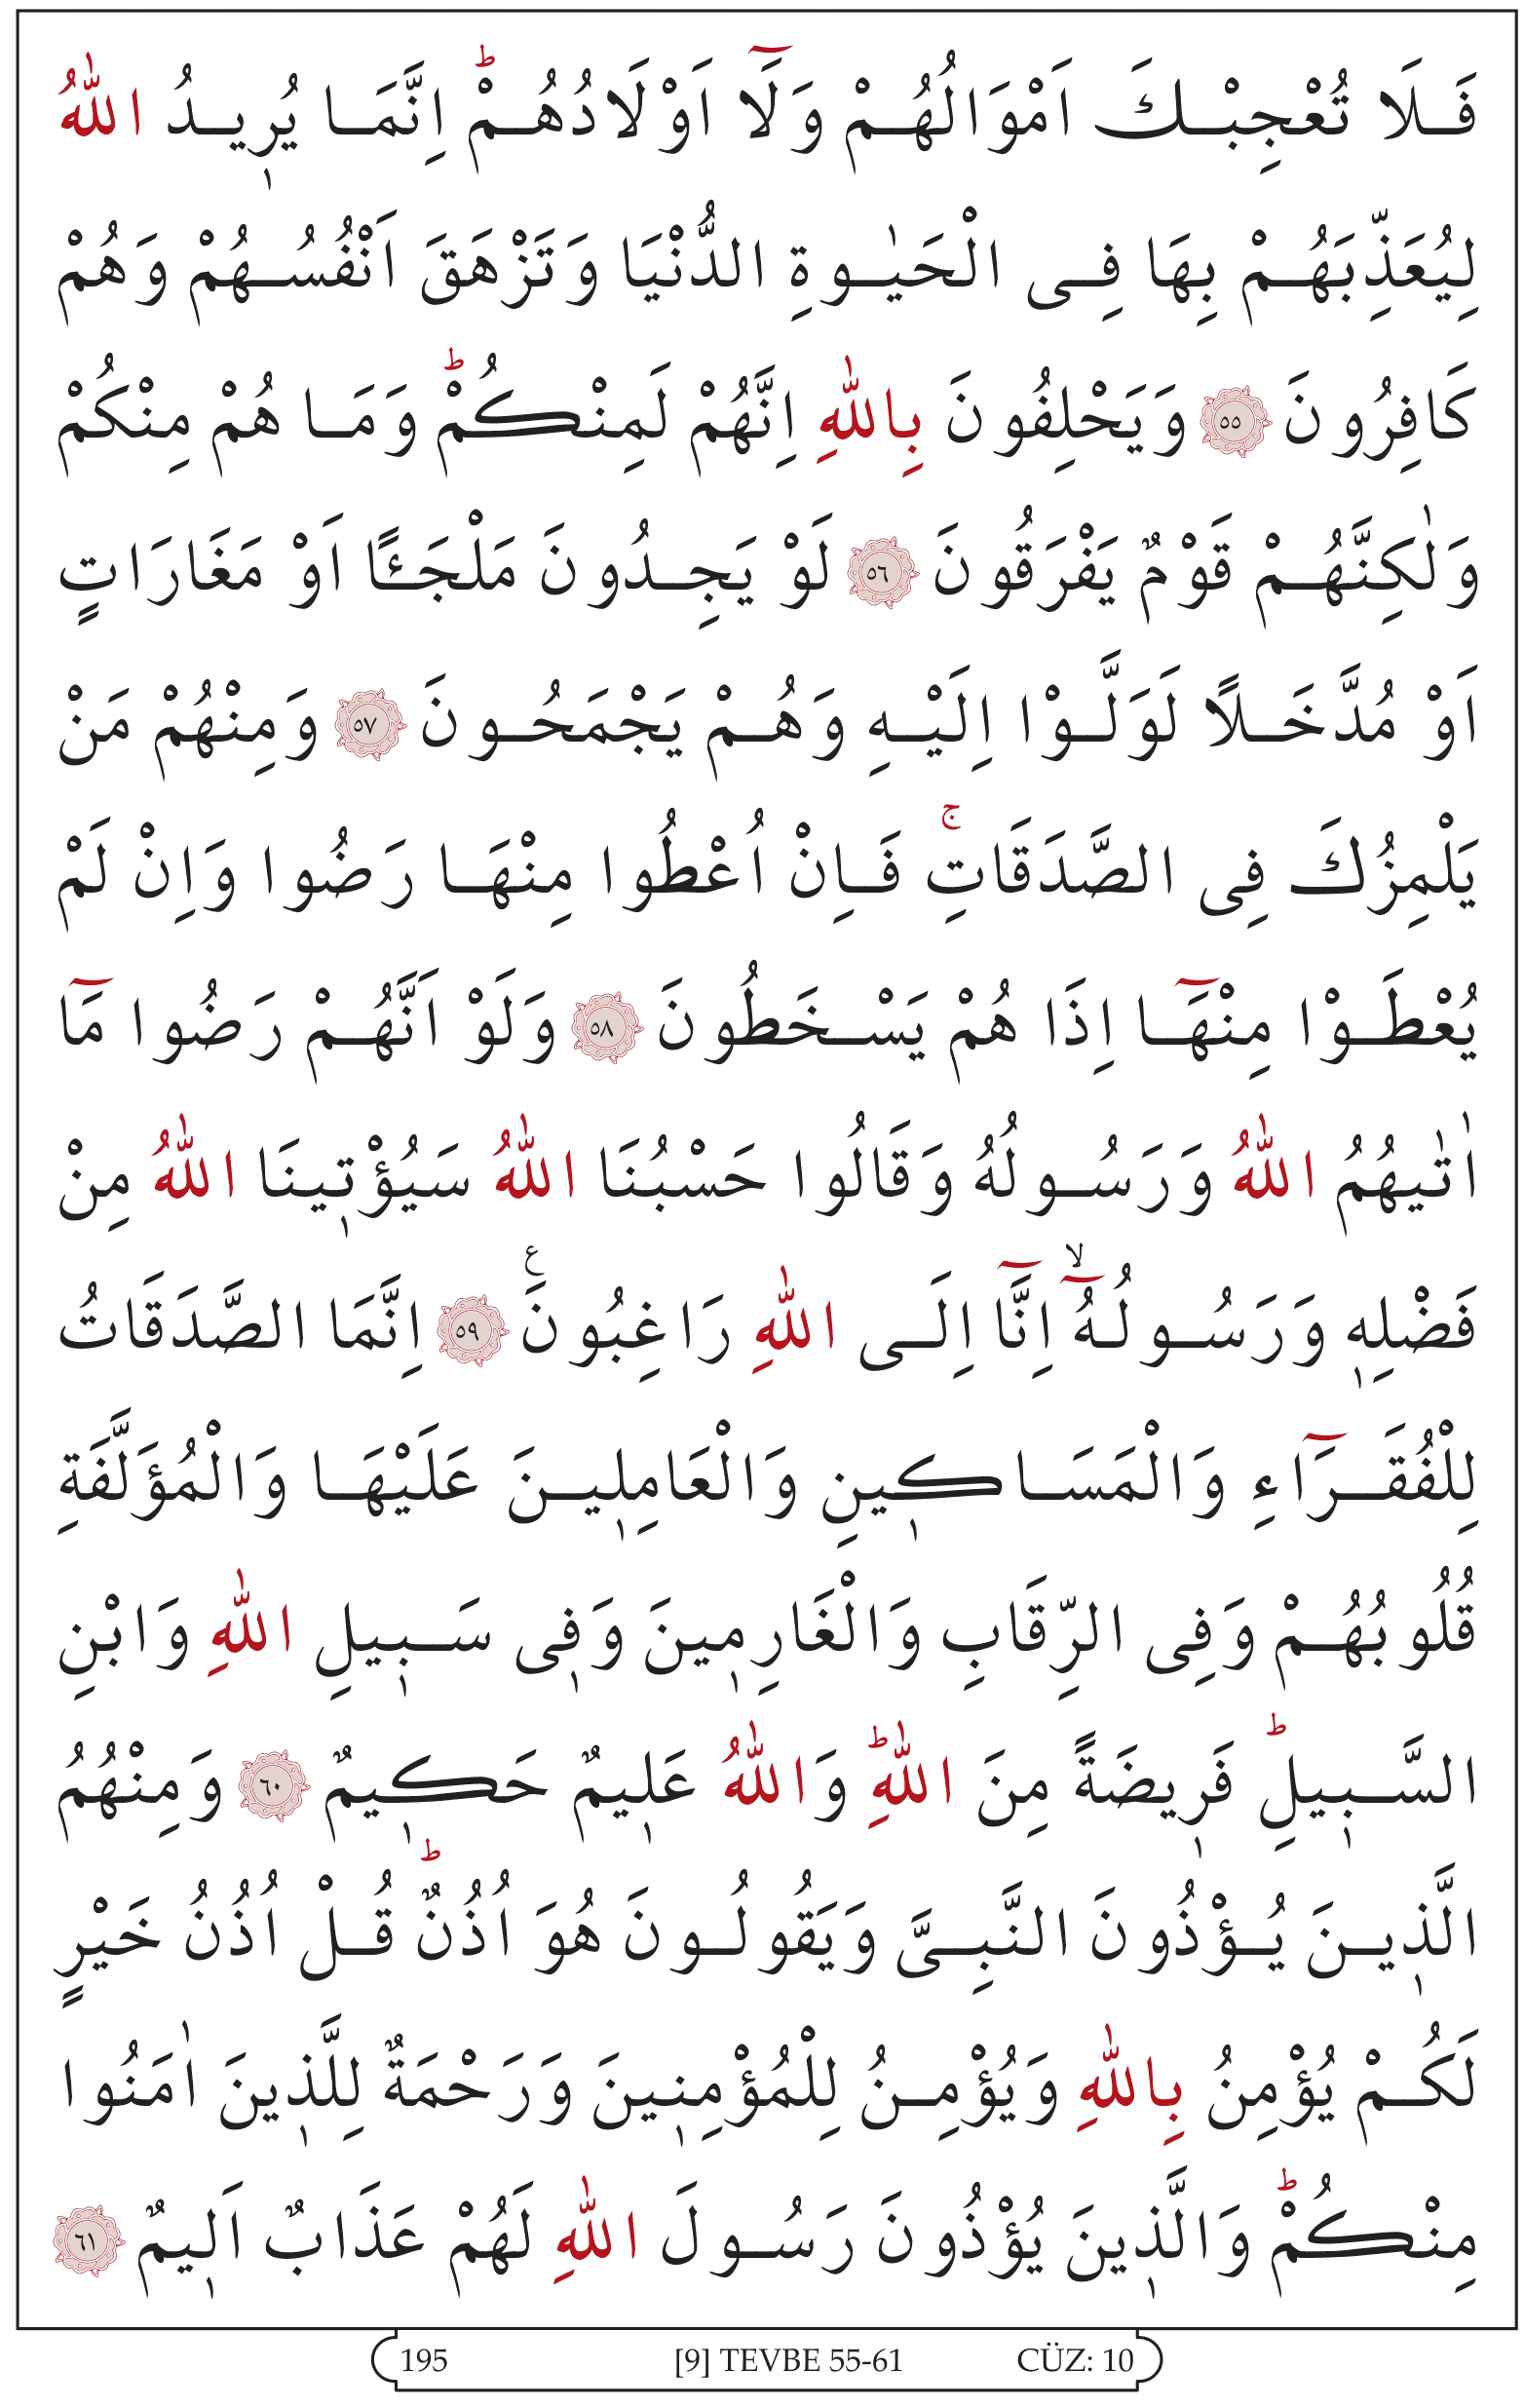 فَلَا تُعْجِبْكَ اَمْوَالُهُمْ وَلَٓا اَوْلَادُهُمْۜ اِنَّمَا يُرٖيدُ اللّٰهُ
لِيُعَذِّبَهُمْ بِهَا فِى الْحَيٰوةِ الدُّنْيَا وَتَزْهَقَ اَنْفُسُهُمْ وَهُمْ
كَافِرُونَ ﴿٥٥﴾ وَيَحْلِفُونَ بِاللّٰهِ اِنَّهُمْ لَمِنْكُمْؕ وَمَا هُمْ مِنْكُمْ
وَلٰكِنَّهُمْ قَوْمٌ يَفْرَقُونَ ﴿٥٦﴾ لَوْ يَجِدُونَ مَلْجَـًٔا اَوْ مَغَارَاتٍ
اَوْ مُدَّخَلًا لَوَلَّوْا اِلَيْهِ وَهُمْ يَجْمَحُونَ ﴿٥٧﴾ وَمِنْهُمْ مَنْ
يَلْمِزُكَ فِى الصَّدَقَاتِۚ فَاِنْ اُعْطُوا مِنْهَا رَضُوا وَاِنْ لَمْ
يُعْطَوْا مِنْهَٓا اِذَا هُمْ يَسْخَطُونَ ﴿٥٨﴾ وَلَوْ اَنَّهُمْ رَضُوا مَٓا
اٰتٰيهُمُ اللّٰهُ وَرَسُولُهُ وَقَالُوا حَسْبُنَا اللّٰهُ سَيُؤْتٖينَا اللّٰهُ مِنْ
فَضْلِهٖ وَرَسُولُهُٓۙ اِنَّٓا اِلَى اللّٰهِ رَاغِبُونَࣖ ﴿٥٩﴾ اِنَّمَا الصَّدَقَاتُ
لِلْفُقَرَٓاءِ وَالْمَسَاكٖينِ وَالْعَامِلٖينَ عَلَيْهَا وَالْمُؤَلَّفَةِ
قُلُوبُهُمْ وَفِى الرِّقَابِ وَالْغَارِمٖينَ وَفٖى سَبٖيلِ اللّٰهِ وَابْنِ
السَّبٖيلِؕ فَرٖيضَةً مِنَ اللّٰهِؕ وَاللّٰهُ عَلٖيمٌ حَكٖيمٌ ﴿٦٠﴾ وَمِنْهُمُ
الَّذٖينَ يُؤْذُونَ النَّبِىَّ وَيَقُولُونَ هُوَ اُذُنٌؕ قُلْ اُذُنُ خَيْرٍ
لَكُمْ يُؤْمِنُ بِاللّٰهِ وَيُؤْمِنُ لِلْمُؤْمِنٖينَ وَرَحْمَةٌ لِلَّذٖينَ اٰمَنُوا
مِنْكُمْؕ وَالَّذٖينَ يُؤْذُونَ رَسُولَ اللّٰهِ لَهُمْ عَذَابٌ اَلٖيمٌ ﴿٦١﴾
195 [9] TEVBE 55-61 CÜZ: 10